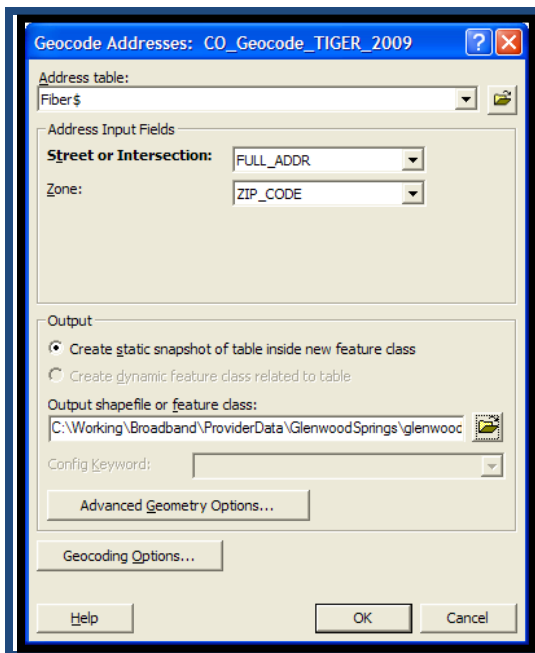 Geocode Addresses: CO_Geocode_TIGER_2009
Address table:
Fiber$
Address Input Fields
Street or Intersection: FULL_ADDR
Zone: ZIP_CODE
Output
Create static snapshot of table inside new feature class
Create dynamic feature class related to table
Output shapefile or feature class:
C:\Working\Broadband\ProviderData\GlenwoodSprings\glenwood
Config Keyword:
Advanced Geometry Options...
Geocoding Options...
Help OK Cancel